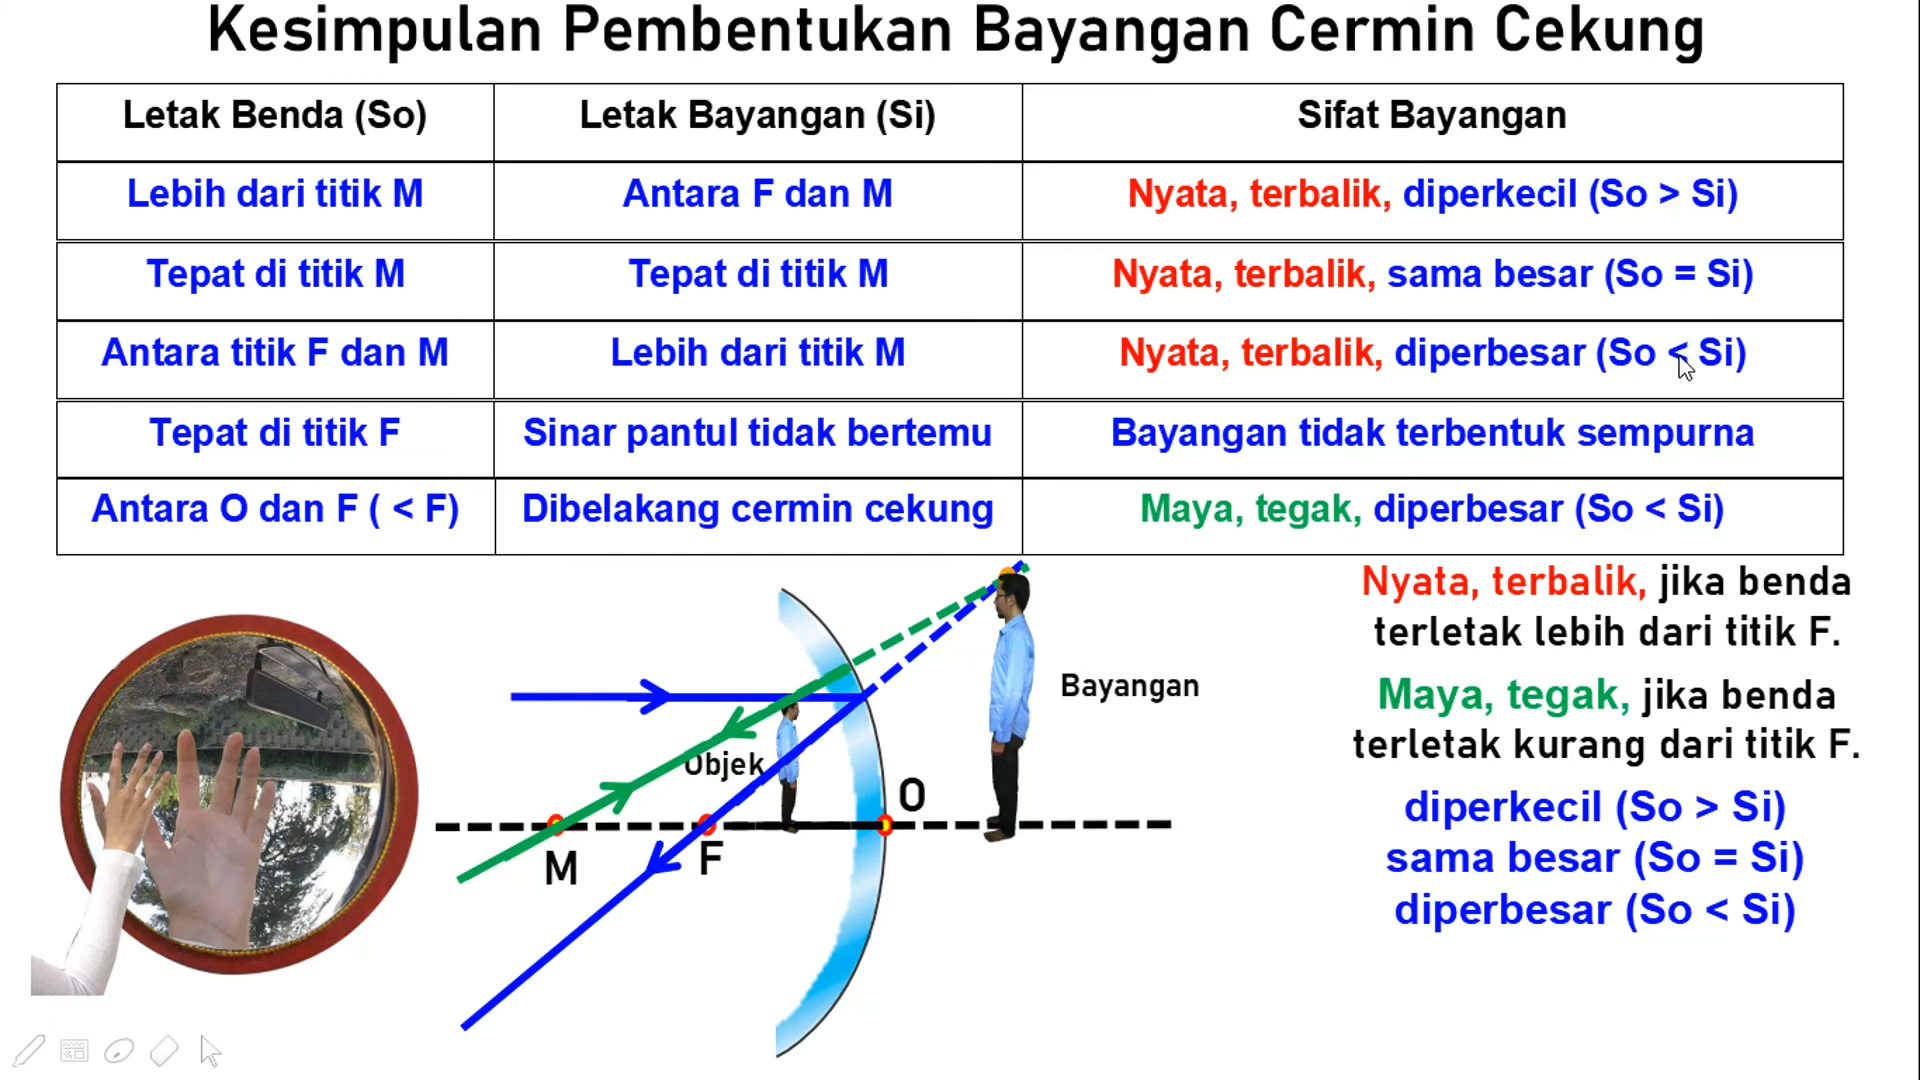 Kesimpulan Pembentukan Bayangan Cermin Cekung
Letak Benda (So)
Letak Bayangan (Si)
Sifat Bayangan
Lebih dari titik M
Antara F dan M
Nyata, terbalik, diperkecil (So > Si)
Tepat di titik M
Tepat di titik M
Nyata, terbalik, sama besar (So = Si)
Antara titik F dan M
Lebih dari titik M
Nyata, terbalik, diperbesar (So < Si)
Tepat di titik F
Sinar pantul tidak bertemu
Bayangan tidak terbentuk sempurna
Antara O dan F ( < F)
Dibelakang cermin cekung
Maya, tegak, diperbesar (So < Si)
Objek
Bayangan
O
M
F
Nyata, terbalik, jika benda
terletak lebih dari titik F.
Maya, tegak, jika benda
terletak kurang dari titik F.
diperkecil (So > Si)
sama besar (So = Si)
diperbesar (So < Si)